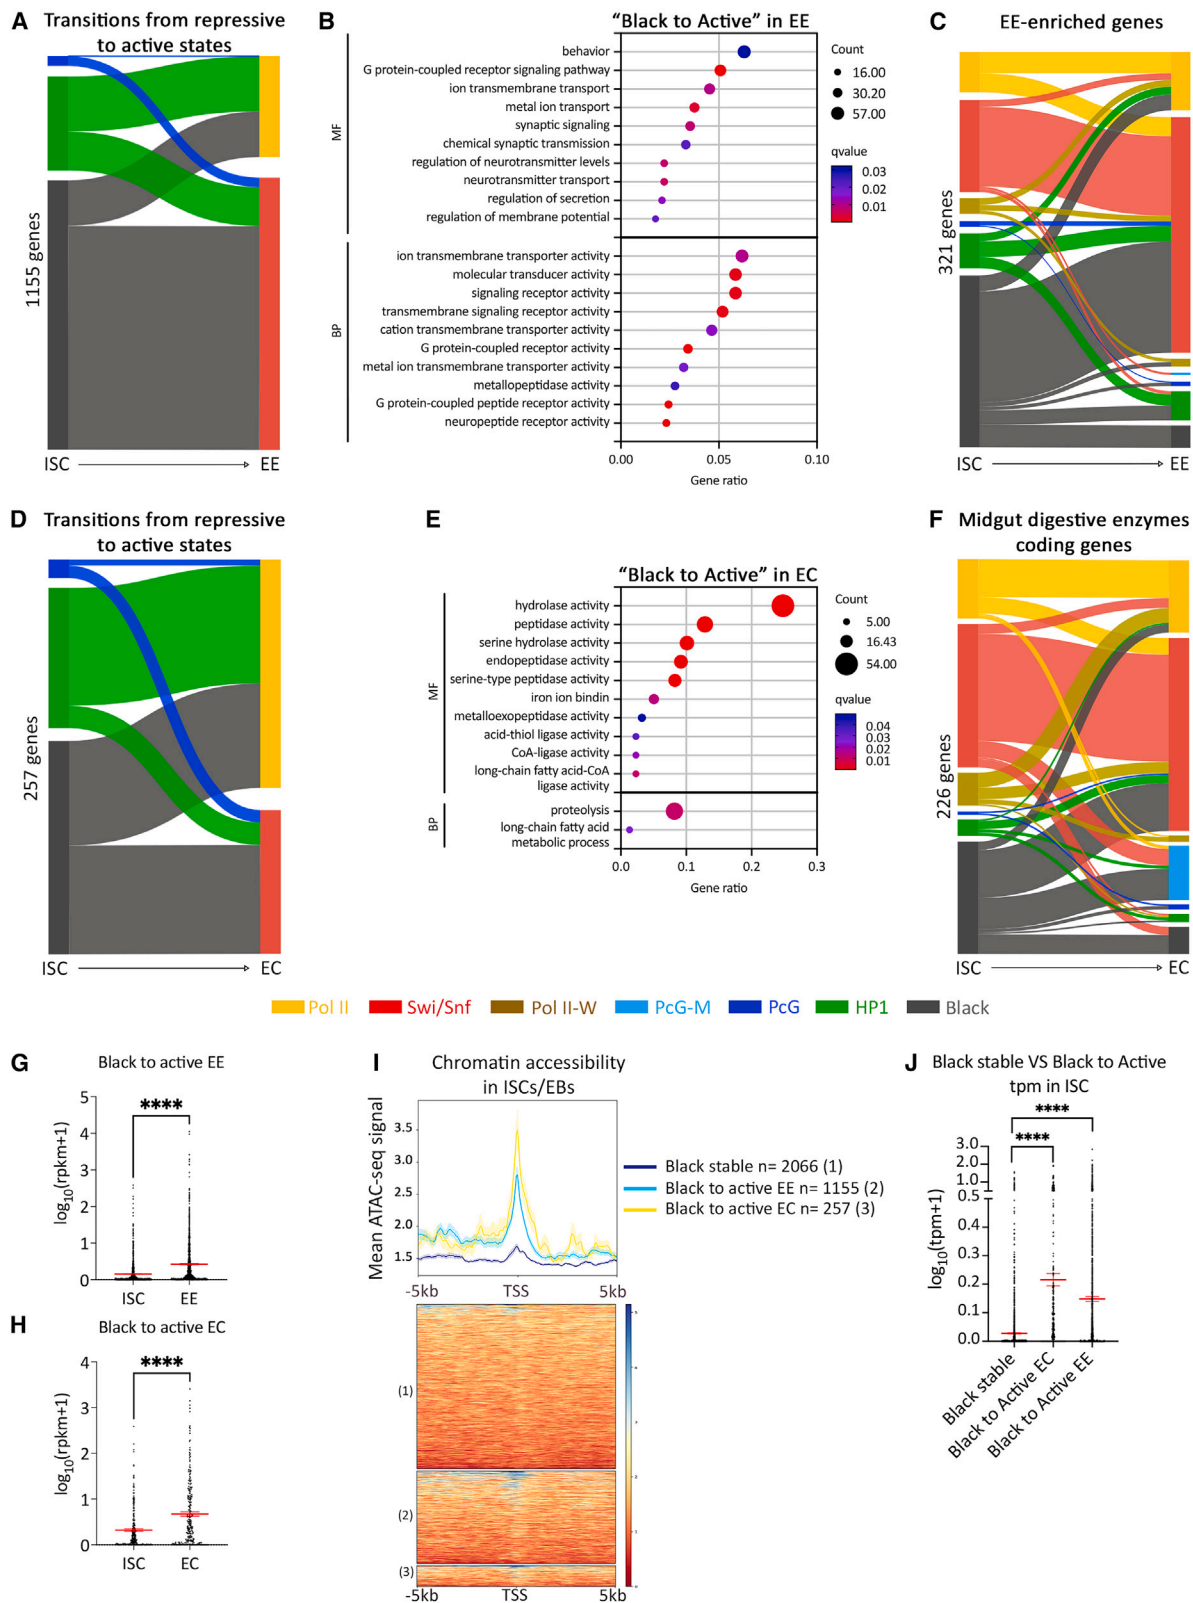 A
Transitions from repressive
to active states
1155 genes
ISC
EE
B
"Black to Active" in EE
MF
behavior
G protein-coupled receptor signaling pathway
ion transmembrane transport
metal ion transport
synaptic signaling
chemical synaptic transmission
regulation of neurotransmitter levels
neurotransmitter transport
regulation of secretion
regulation of membrane potential
BP
ion transmembrane transporter activity
molecular transducer activity
signaling receptor activity
transmembrane signaling receptor activity
cation transmembrane transporter activity
G protein-coupled receptor activity
metal ion transmembrane transporter activity
metallopeptidase activity
G protein-coupled peptide receptor activity
neuropeptide receptor activity
0.00 0.05 0.10
Gene ratio
Count
16.00
30.20
57.00
qvalue
0.03
0.02
0.01
C
EE-enriched genes
321 genes
ISC
EE
D
Transitions from repressive
to active states
257 genes
ISC
EC
E
"Black to Active" in EC
MF
hydrolase activity
peptidase activity
serine hydrolase activity
endopeptidase activity
serine-type peptidase activity
iron ion bindin
metalloexopeptidase activity
acid-thiol ligase activity
CoA-ligase activity
long-chain fatty acid-CoA
ligase activity
BP
proteolysis
long-chain fatty acid
metabolic process
0.0 0.1 0.2 0.3
Gene ratio
Count
5.00
16.43
54.00
qvalue
0.04
0.03
0.02
0.01
F
Midgut digestive enzymes
coding genes
226 genes
ISC
EC
Pol II Swi/Snf Pol II-W PcG-M PcG HP1 Black
G
Black to active EE
log10(rpkm+1)
5
4
3
2
1
0
****
ISC EE
H
Black to active EC
log10(rpkm+1)
4
3
2
1
0
****
ISC EC
I
Chromatin accessibility
in ISCs/EBs
Mean ATAC-seq signal
3.5
3.0
2.5
2.0
1.5
-5kb TSS 5kb
Black stable n= 2066 (1)
Black to active EE n= 1155 (2)
Black to active EC n= 257 (3)
(1)
(2)
(3)
-5kb TSS 5kb
J
Black stable VS Black to Active
tpm in ISC
****
****
log10(tpm+1)
3.0
2.0
1.0
0.5
0.4
0.3
0.2
0.1
0.0
Black stable
Black to Active EC
Black to Active EE